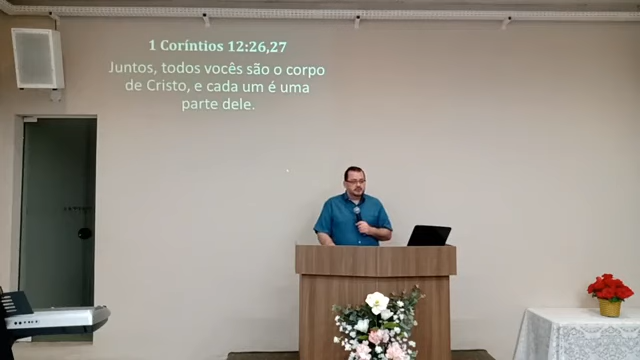 1 Coríntios 12:26,27
Juntos, todos vocês são o corpo
de Cristo, e cada um é uma
parte dele.